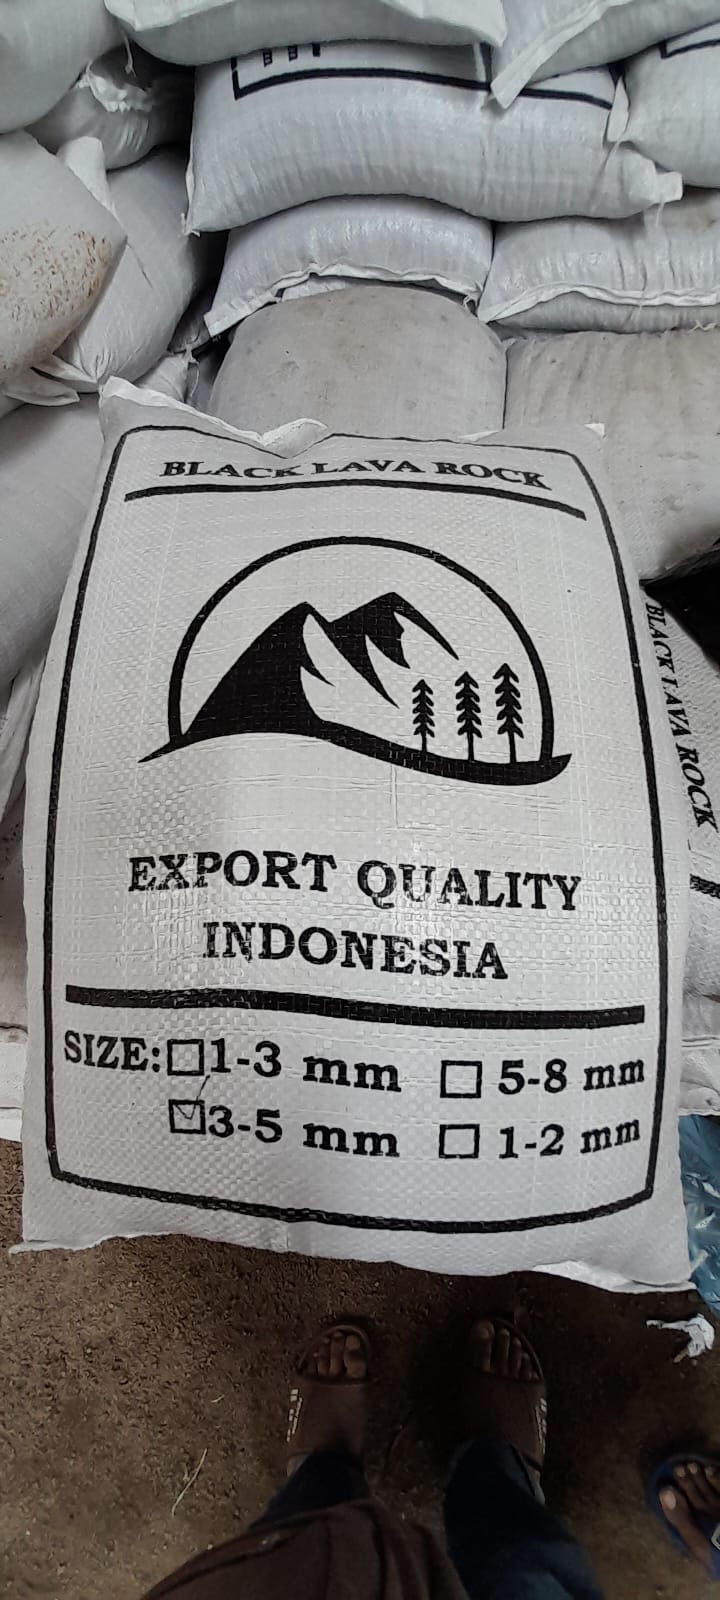 BLACK LAVA ROCK
EXPORT QUALITY
INDONESIA
SIZE: ☐ 1-3 mm ☐ 5-8 mm
☑ 3-5 mm ☐ 1-2 mm
BLACK LAVA ROCK